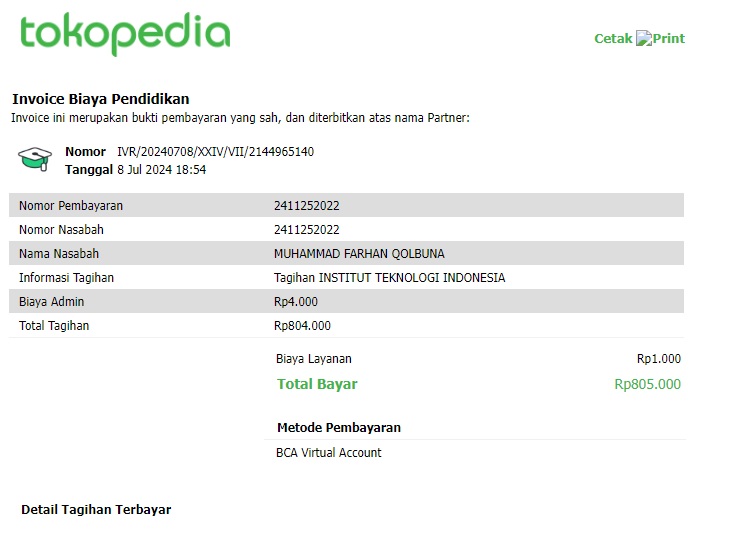 tokopedia
Cetak Print
Invoice Biaya Pendidikan
Invoice ini merupakan bukti pembayaran yang sah, dan diterbitkan atas nama Partner:
Nomor IVR/20240708/XXIV/VII/2144965140
Tanggal 8 Jul 2024 18:54
Nomor Pembayaran 2411252022
Nomor Nasabah 2411252022
Nama Nasabah MUHAMMAD FARHAN QOLBUNA
Informasi Tagihan Tagihan INSTITUT TEKNOLOGI INDONESIA
Biaya Admin Rp4.000
Total Tagihan Rp804.000
Biaya Layanan Rp1.000
Total Bayar Rp805.000
Metode Pembayaran
BCA Virtual Account
Detail Tagihan Terbayar